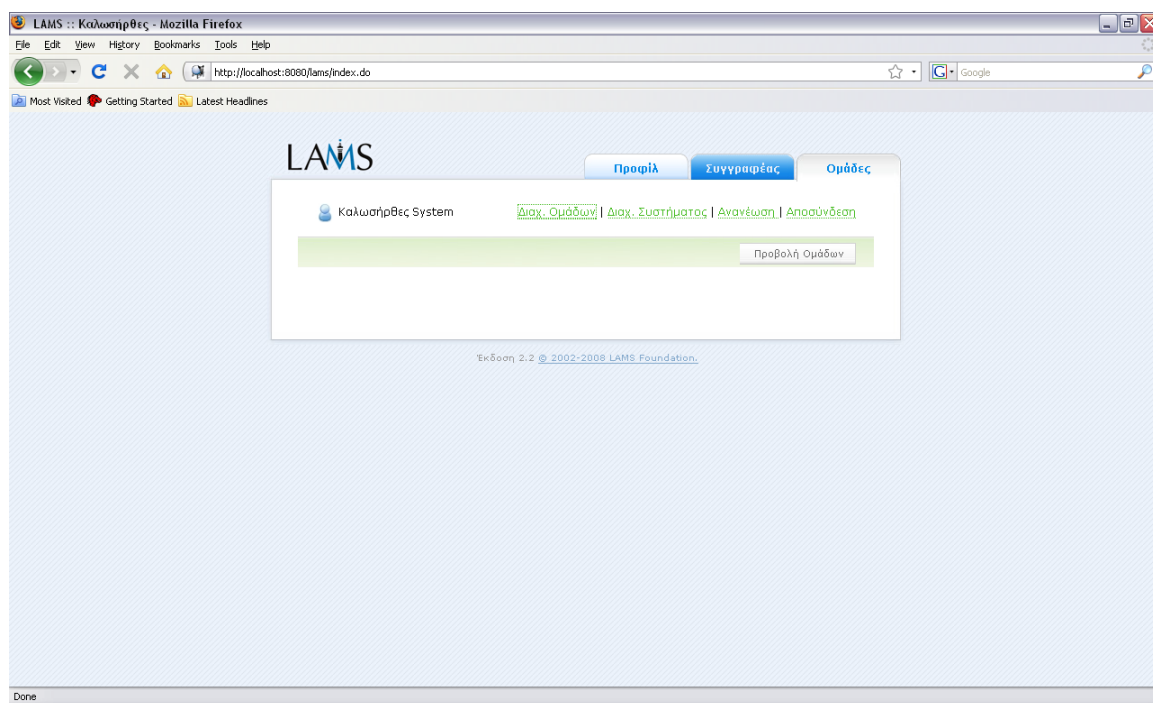 LAMS :: Καλωσήρθες - Mozilla Firefox
File Edit View History Bookmarks Tools Help
http://localhost:8080/lams/index.do
G Google
Most Visited Getting Started Latest Headlines
LAMS
Προφίλ Συγγραφέας Ομάδες
Καλωσήρθες System Διαχ. Ομάδων | Διαχ. Συστήματος | Ανανέωση | Αποσύνδεση
Προβολή Ομάδων
Έκδοση 2.2 © 2002-2008 LAMS Foundation.
Done